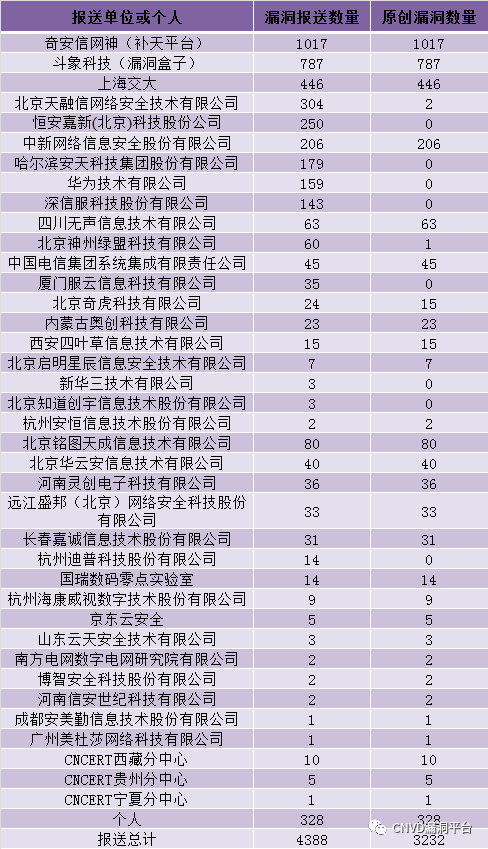 报送单位或个人 漏洞报送数量 原创漏洞数量
奇安信网神（补天平台） 1017 1017
斗象科技（漏洞盒子） 787 787
上海交大 446 446
北京天融信网络安全技术有限公司 304 2
恒安嘉新(北京)科技股份公司 250 0
中新网络信息安全股份有限公司 206 206
哈尔滨安天科技集团股份有限公司 179 0
华为技术有限公司 159 0
深信服科技股份有限公司 143 0
四川无声信息技术有限公司 63 63
北京神州绿盟科技有限公司 60 1
中国电信集团系统集成有限责任公司 45 45
厦门服云信息科技有限公司 35 0
北京奇虎科技有限公司 24 15
内蒙古奥创科技有限公司 23 23
西安四叶草信息技术有限公司 15 15
北京启明星辰信息安全技术有限公司 7 7
新华三技术有限公司 3 0
北京知道创宇信息技术股份有限公司 3 0
杭州安恒信息技术股份有限公司 2 2
北京铭图天成信息技术有限公司 80 80
北京华云安信息技术有限公司 40 40
河南灵创电子科技有限公司 36 36
远江盛邦（北京）网络安全科技股份
有限公司 33 33
长春嘉诚信息技术股份有限公司 31 31
杭州迪普科技股份有限公司 14 0
国瑞数码零点实验室 14 14
杭州海康威视数字技术股份有限公司 9 9
京东云安全 5 5
山东云天安全技术有限公司 3 3
南方电网数字电网研究院有限公司 2 2
博智安全科技股份有限公司 2 2
河南信安世纪科技有限公司 2 2
成都安美勤信息技术股份有限公司 1 1
广州美杜莎网络科技有限公司 1 1
CNCERT西藏分中心 10 10
CNCERT贵州分中心 5 5
CNCERT宁夏分中心 1 1
个人 328 328
报送总计 4388 3232
CNVD漏洞平台